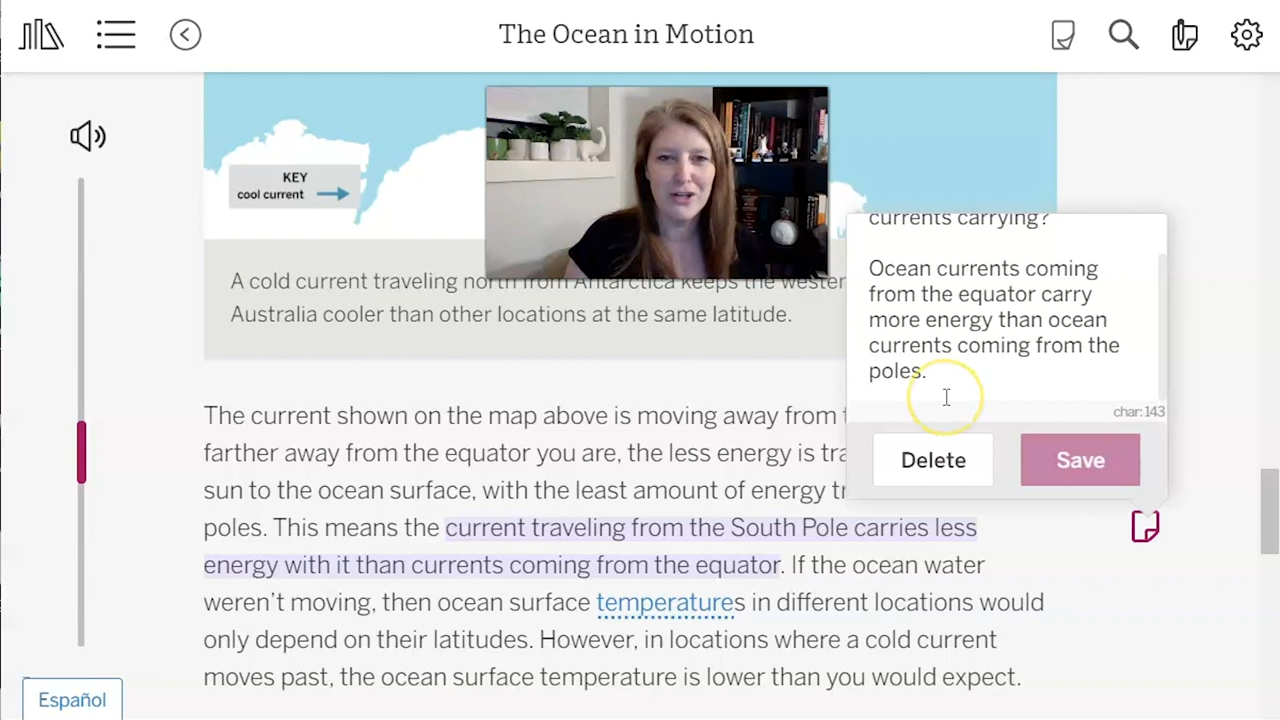 The Ocean in Motion
KEY
cool current
currents carrying?
Ocean currents coming
from the equator carry
more energy than ocean
currents coming from the
poles.
char: 143
Delete
Save
A cold current traveling north from Antarctica keeps the
Australia cooler than other locations at the same latitude.
The current shown on the map above is moving away from
farther away from the equator you are, the less energy is
sun to the ocean surface, with the least amount of energy
poles. This means the current traveling from the South Pole carries less
energy with it than currents coming from the equator. If the ocean water
weren't moving, then ocean surface temperatures in different locations would
only depend on their latitudes. However, in locations where a cold current
moves past, the ocean surface temperature is lower than you would expect.
Español